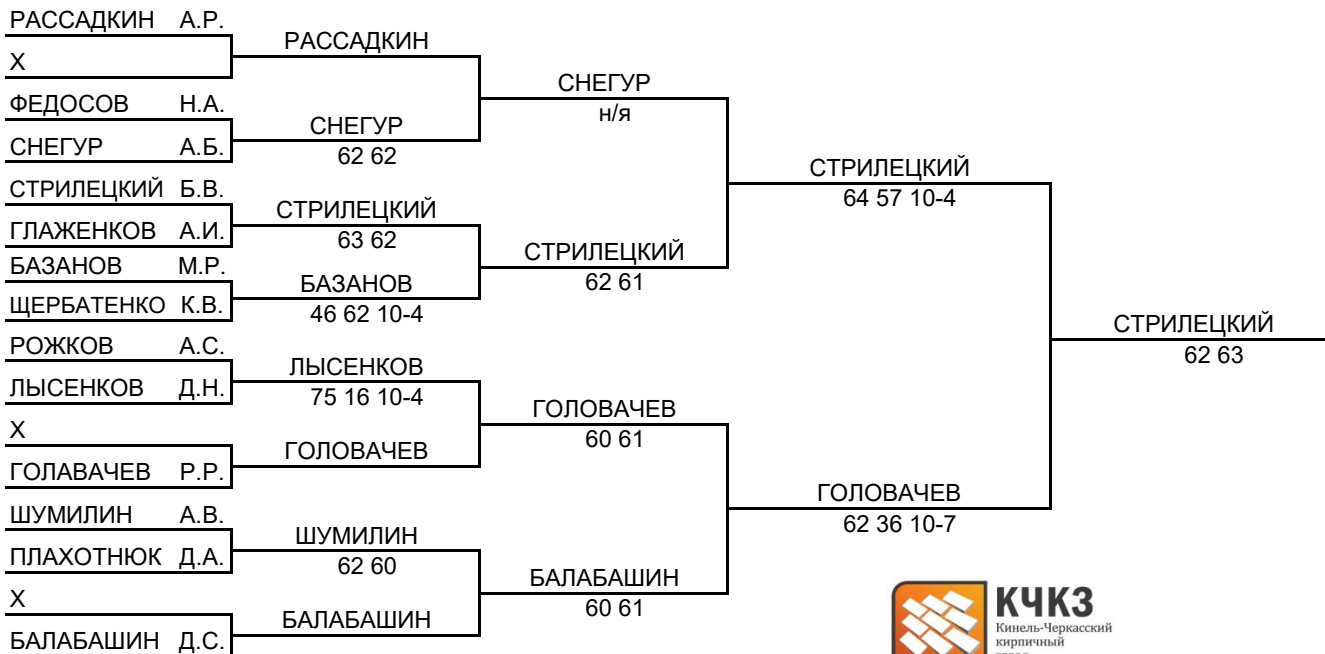 РАССАДКИН А.Р.
Х
ФЕДОСОВ Н.А.
СНЕГУР А.Б.
СТРИЛЕЦКИЙ Б.В.
ГЛАЖЕНКОВ А.И.
БАЗАНОВ М.Р.
ЩЕРБАТЕНКО К.В.
РОЖКОВ А.С.
ЛЫСЕНКОВ Д.Н.
Х
ГОЛАВАЧЕВ Р.Р.
ШУМИЛИН А.В.
ПЛАХОТНЮК Д.А.
Х
БАЛАБАШИН Д.С.
РАССАДКИН
СНЕГУР
62 62
СТРИЛЕЦКИЙ
63 62
БАЗАНОВ
46 62 10-4
ЛЫСЕНКОВ
75 16 10-4
ГОЛОВАЧЕВ
ШУМИЛИН
62 60
БАЛАБАШИН
СНЕГУР
н/я
СТРИЛЕЦКИЙ
62 61
ГОЛОВАЧЕВ
60 61
БАЛАБАШИН
60 61
СТРИЛЕЦКИЙ
64 57 10-4
ГОЛОВАЧЕВ
62 36 10-7
СТРИЛЕЦКИЙ
62 63
КЧКЗ
Кинель-Черкасский
кирпичный